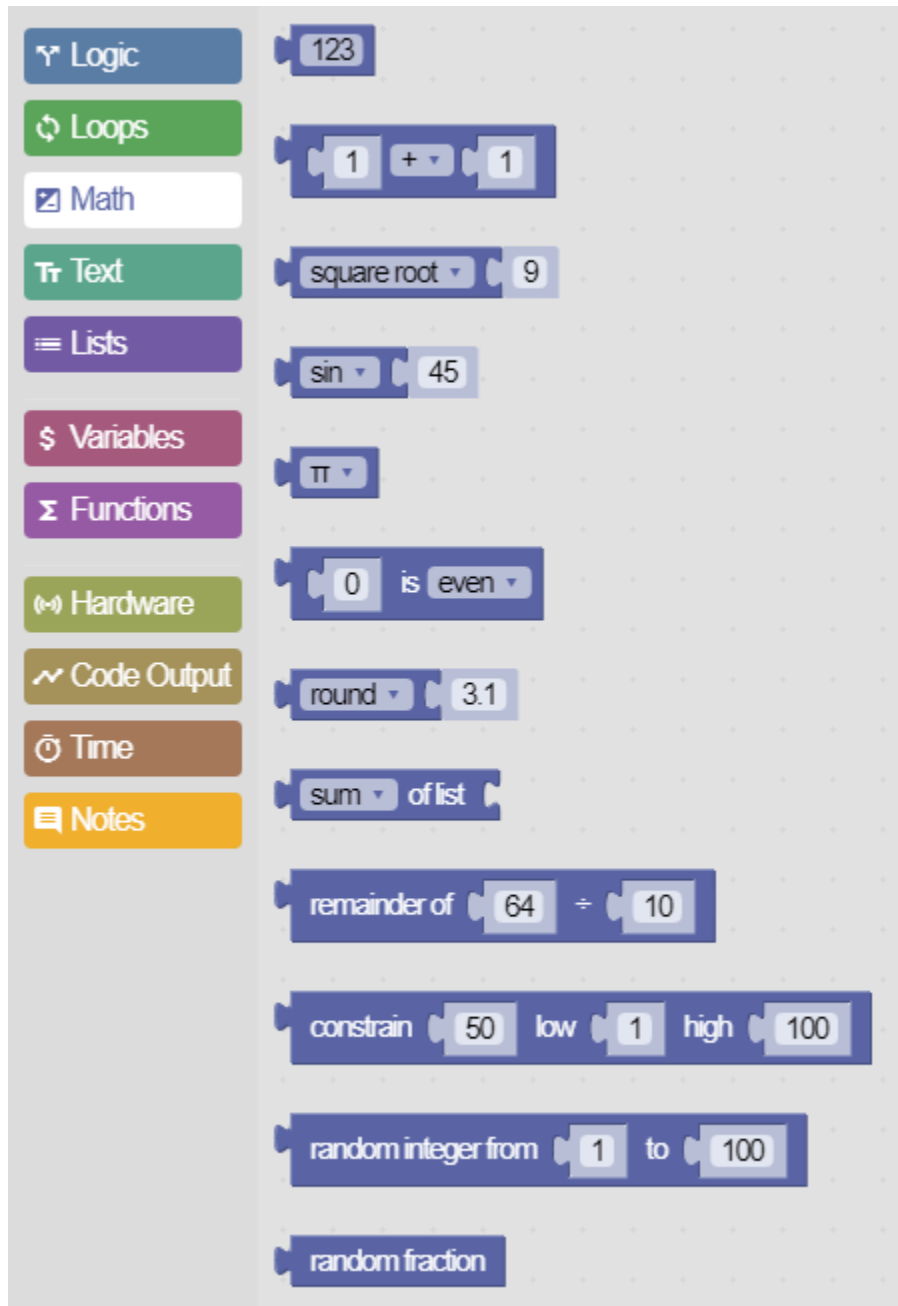 Logic
Loops
Math
Text
Lists
Variables
Functions
Hardware
Code Output
Time
Notes
123
1 + 1
square root 9
sin 45
π
0 is even
round 3.1
sum of list
remainder of 64 ÷ 10
constrain 50 low 1 high 100
random integer from 1 to 100
random fraction